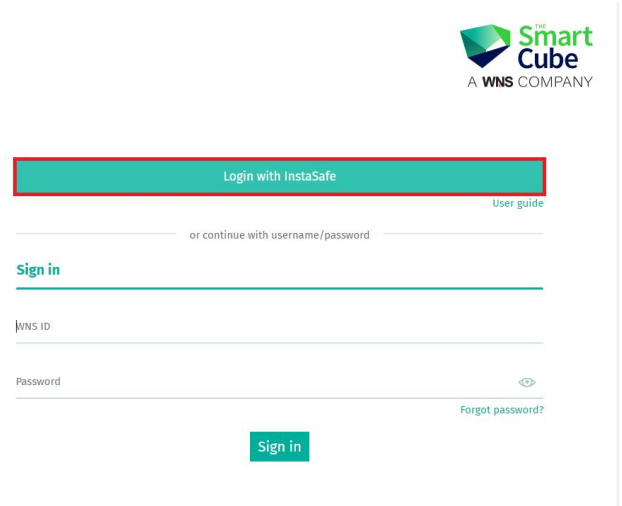 THE
Smart
Cube
A WNS COMPANY
Login with InstaSafe
User guide
or continue with username/password
Sign in
WNS ID
Password
Forgot password?
Sign in